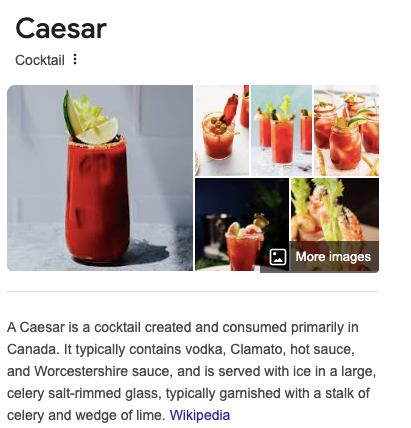 Caesar
Cocktail
More images
A Caesar is a cocktail created and consumed primarily in
Canada. It typically contains vodka, Clamato, hot sauce,
and Worcestershire sauce, and is served with ice in a large,
celery salt-rimmed glass, typically garnished with a stalk of
celery and wedge of lime. Wikipedia